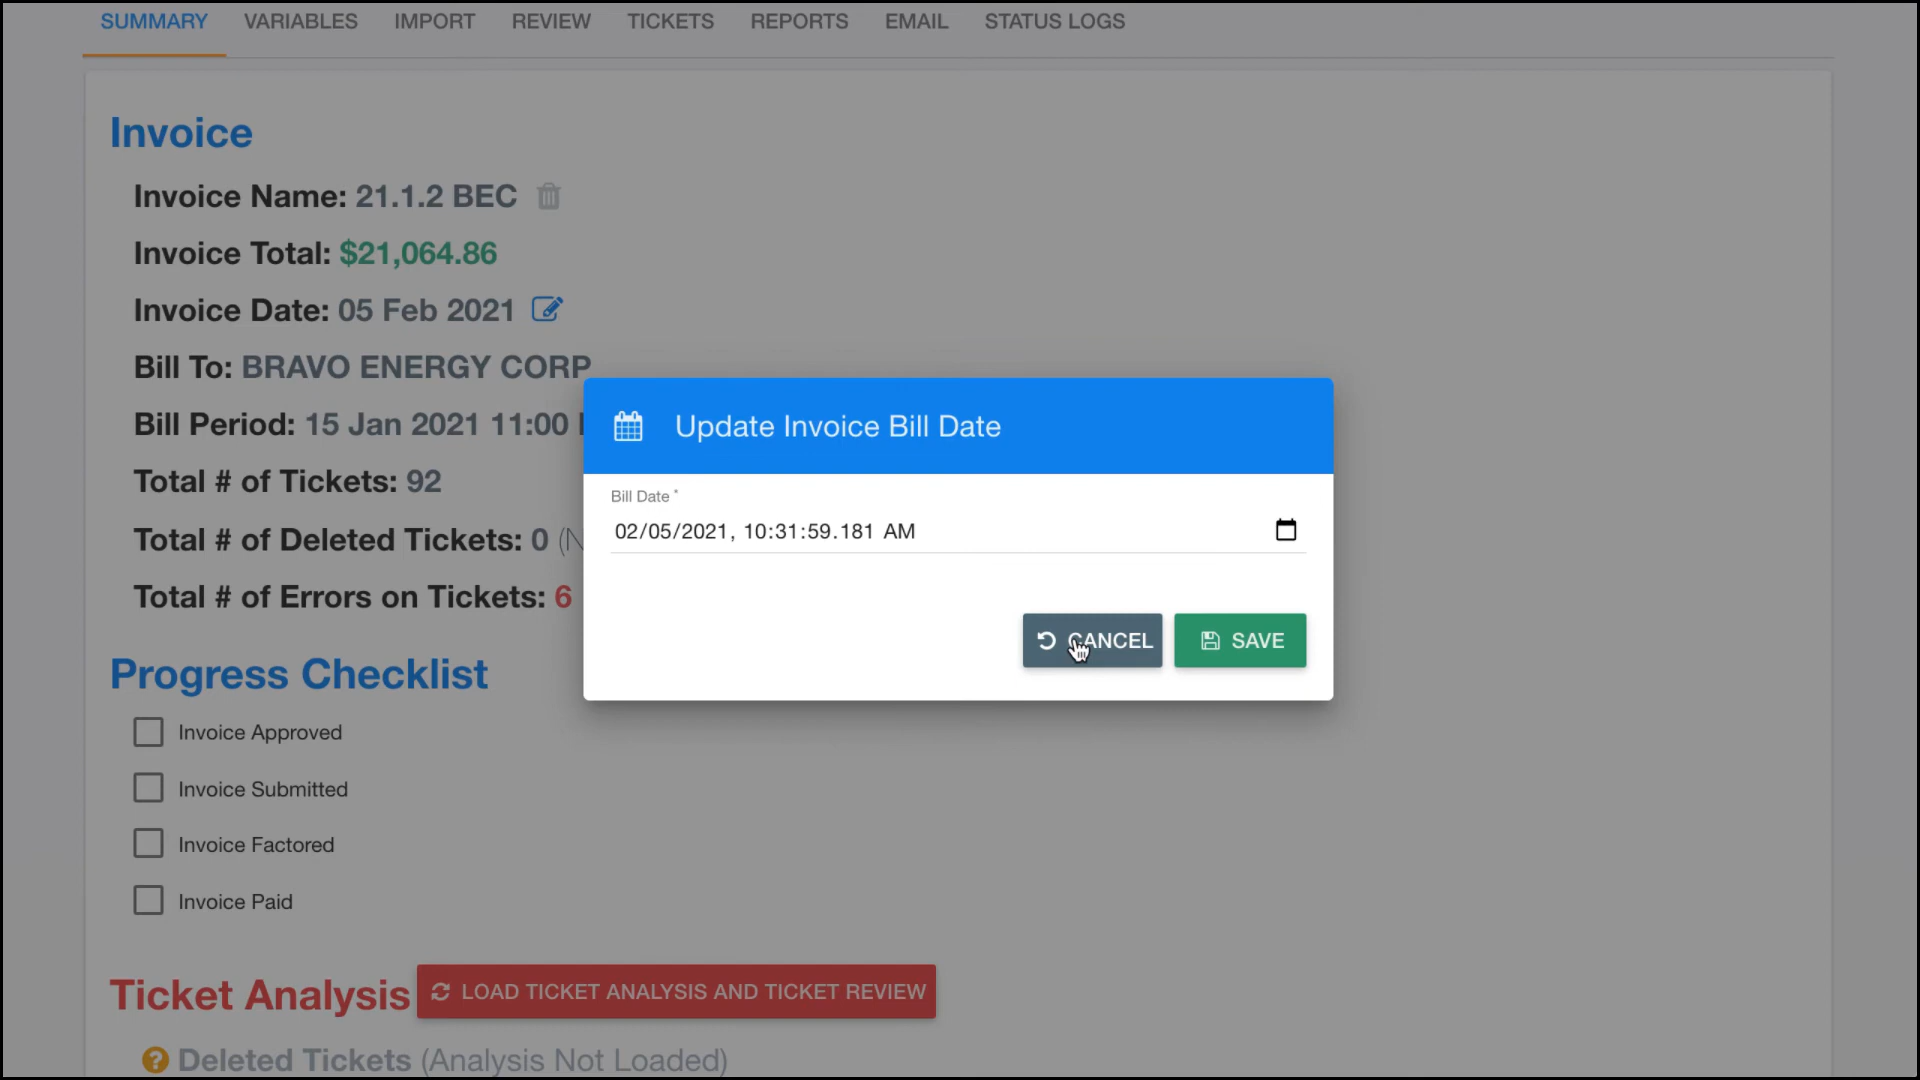 SUMMARY VARIABLES IMPORT REVIEW TICKETS REPORTS EMAIL STATUS LOGS
Invoice
Invoice Name: 21.1.2 BEC
Invoice Total: $21,064.86
Invoice Date: 05 Feb 2021
Bill To: BRAVO ENERGY CORP
Bill Period: 15 Jan 2021 11:00
Total # of Tickets: 92
Total # of Deleted Tickets: 0
Total # of Errors on Tickets: 6
Update Invoice Bill Date
Bill Date *
02/05/2021, 10:31:59.181 AM
CANCEL SAVE
Progress Checklist
Invoice Approved
Invoice Submitted
Invoice Factored
Invoice Paid
Ticket Analysis LOAD TICKET ANALYSIS AND TICKET REVIEW
Deleted Tickets (Analysis Not Loaded)